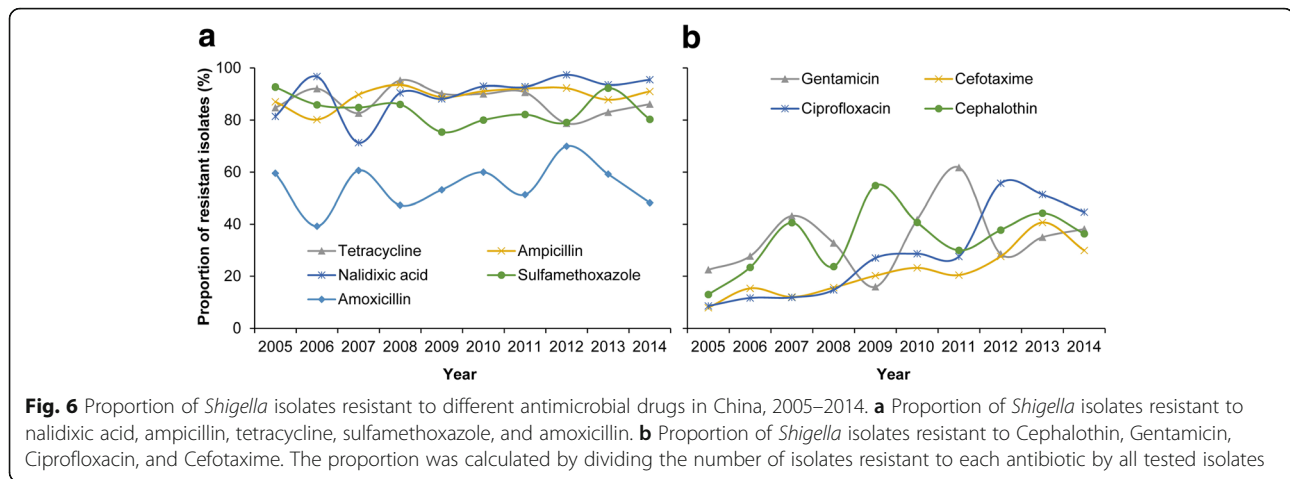 a
b
Proportion of resistant isolates (%)
100
80
60
40
20
0
Tetracycline
Ampicillin
Nalidixic acid
Sulfamethoxazole
Amoxicillin
2005 2006 2007 2008 2009 2010 2011 2012 2013 2014
Year
Gentamicin
Cefotaxime
Ciprofloxacin
Cephalothin
2005 2006 2007 2008 2009 2010 2011 2012 2013 2014
Year
Fig. 6 Proportion of Shigella isolates resistant to different antimicrobial drugs in China, 2005–2014. a Proportion of Shigella isolates resistant to
nalidixic acid, ampicillin, tetracycline, sulfamethoxazole, and amoxicillin. b Proportion of Shigella isolates resistant to Cephalothin, Gentamicin,
Ciprofloxacin, and Cefotaxime. The proportion was calculated by dividing the number of isolates resistant to each antibiotic by all tested isolates